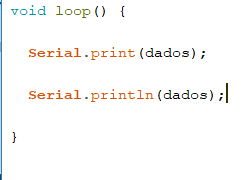 void loop() {
Serial.print(dados);
Serial.println(dados);
}